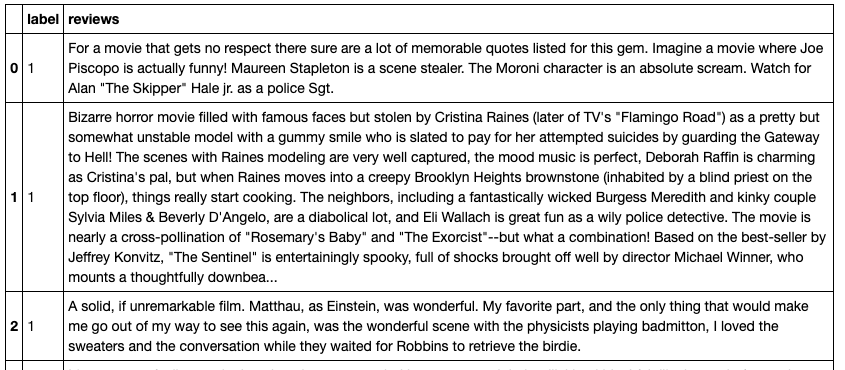 label reviews
For a movie that gets no respect there sure are a lot of memorable quotes listed for this gem. Imagine a movie where Joe
0 1 Piscopo is actually funny! Maureen Stapleton is a scene stealer. The Moroni character is an absolute scream. Watch for
Alan "The Skipper" Hale jr. as a police Sgt.
Bizarre horror movie filled with famous faces but stolen by Cristina Raines (later of TV's "Flamingo Road") as a pretty but
somewhat unstable model with a gummy smile who is slated to pay for her attempted suicides by guarding the Gateway
to Hell! The scenes with Raines modeling are very well captured, the mood music is perfect, Deborah Raffin is charming
as Cristina's pal, but when Raines moves into a creepy Brooklyn Heights brownstone (inhabited by a blind priest on the
1 1 top floor), things really start cooking. The neighbors, including a fantastically wicked Burgess Meredith and kinky couple
Sylvia Miles & Beverly D'Angelo, are a diabolical lot, and Eli Wallach is great fun as a wily police detective. The movie is
nearly a cross-pollination of "Rosemary's Baby" and "The Exorcist"--but what a combination! Based on the best-seller by
Jeffrey Konvitz, "The Sentinel" is entertainingly spooky, full of shocks brought off well by director Michael Winner, who
mounts a thoughtfully downbea...
A solid, if unremarkable film. Matthau, as Einstein, was wonderful. My favorite part, and the only thing that would make
2 1 me go out of my way to see this again, was the wonderful scene with the physicists playing badmitton, I loved the
sweaters and the conversation while they waited for Robbins to retrieve the birdie.